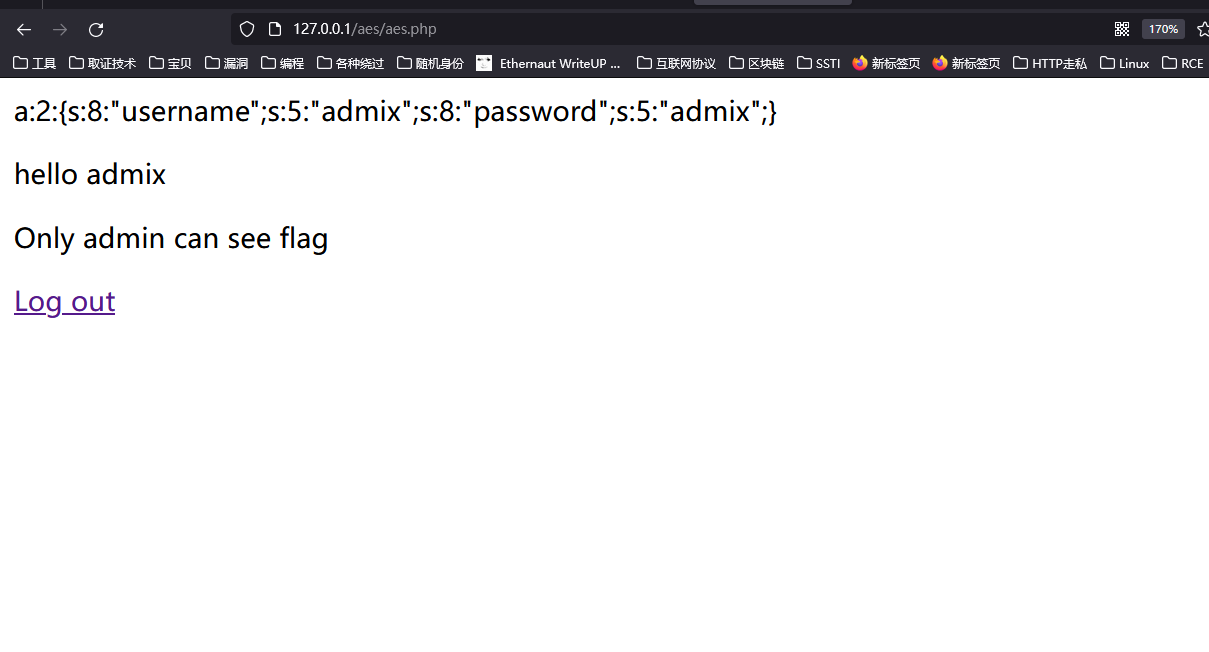 127.0.0.1/aes/aes.php 170%
工具 取证技术 宝贝 漏洞 编程 各种绕过 随机身份 Ethernaut WriteUP ... 互联网协议 区块链 SSTI 新标签页 新标签页 HTTP走私 Linux RCE
a:2:{s:8:"username";s:5:"admix";s:8:"password";s:5:"admix";}
hello admix
Only admin can see flag
Log out